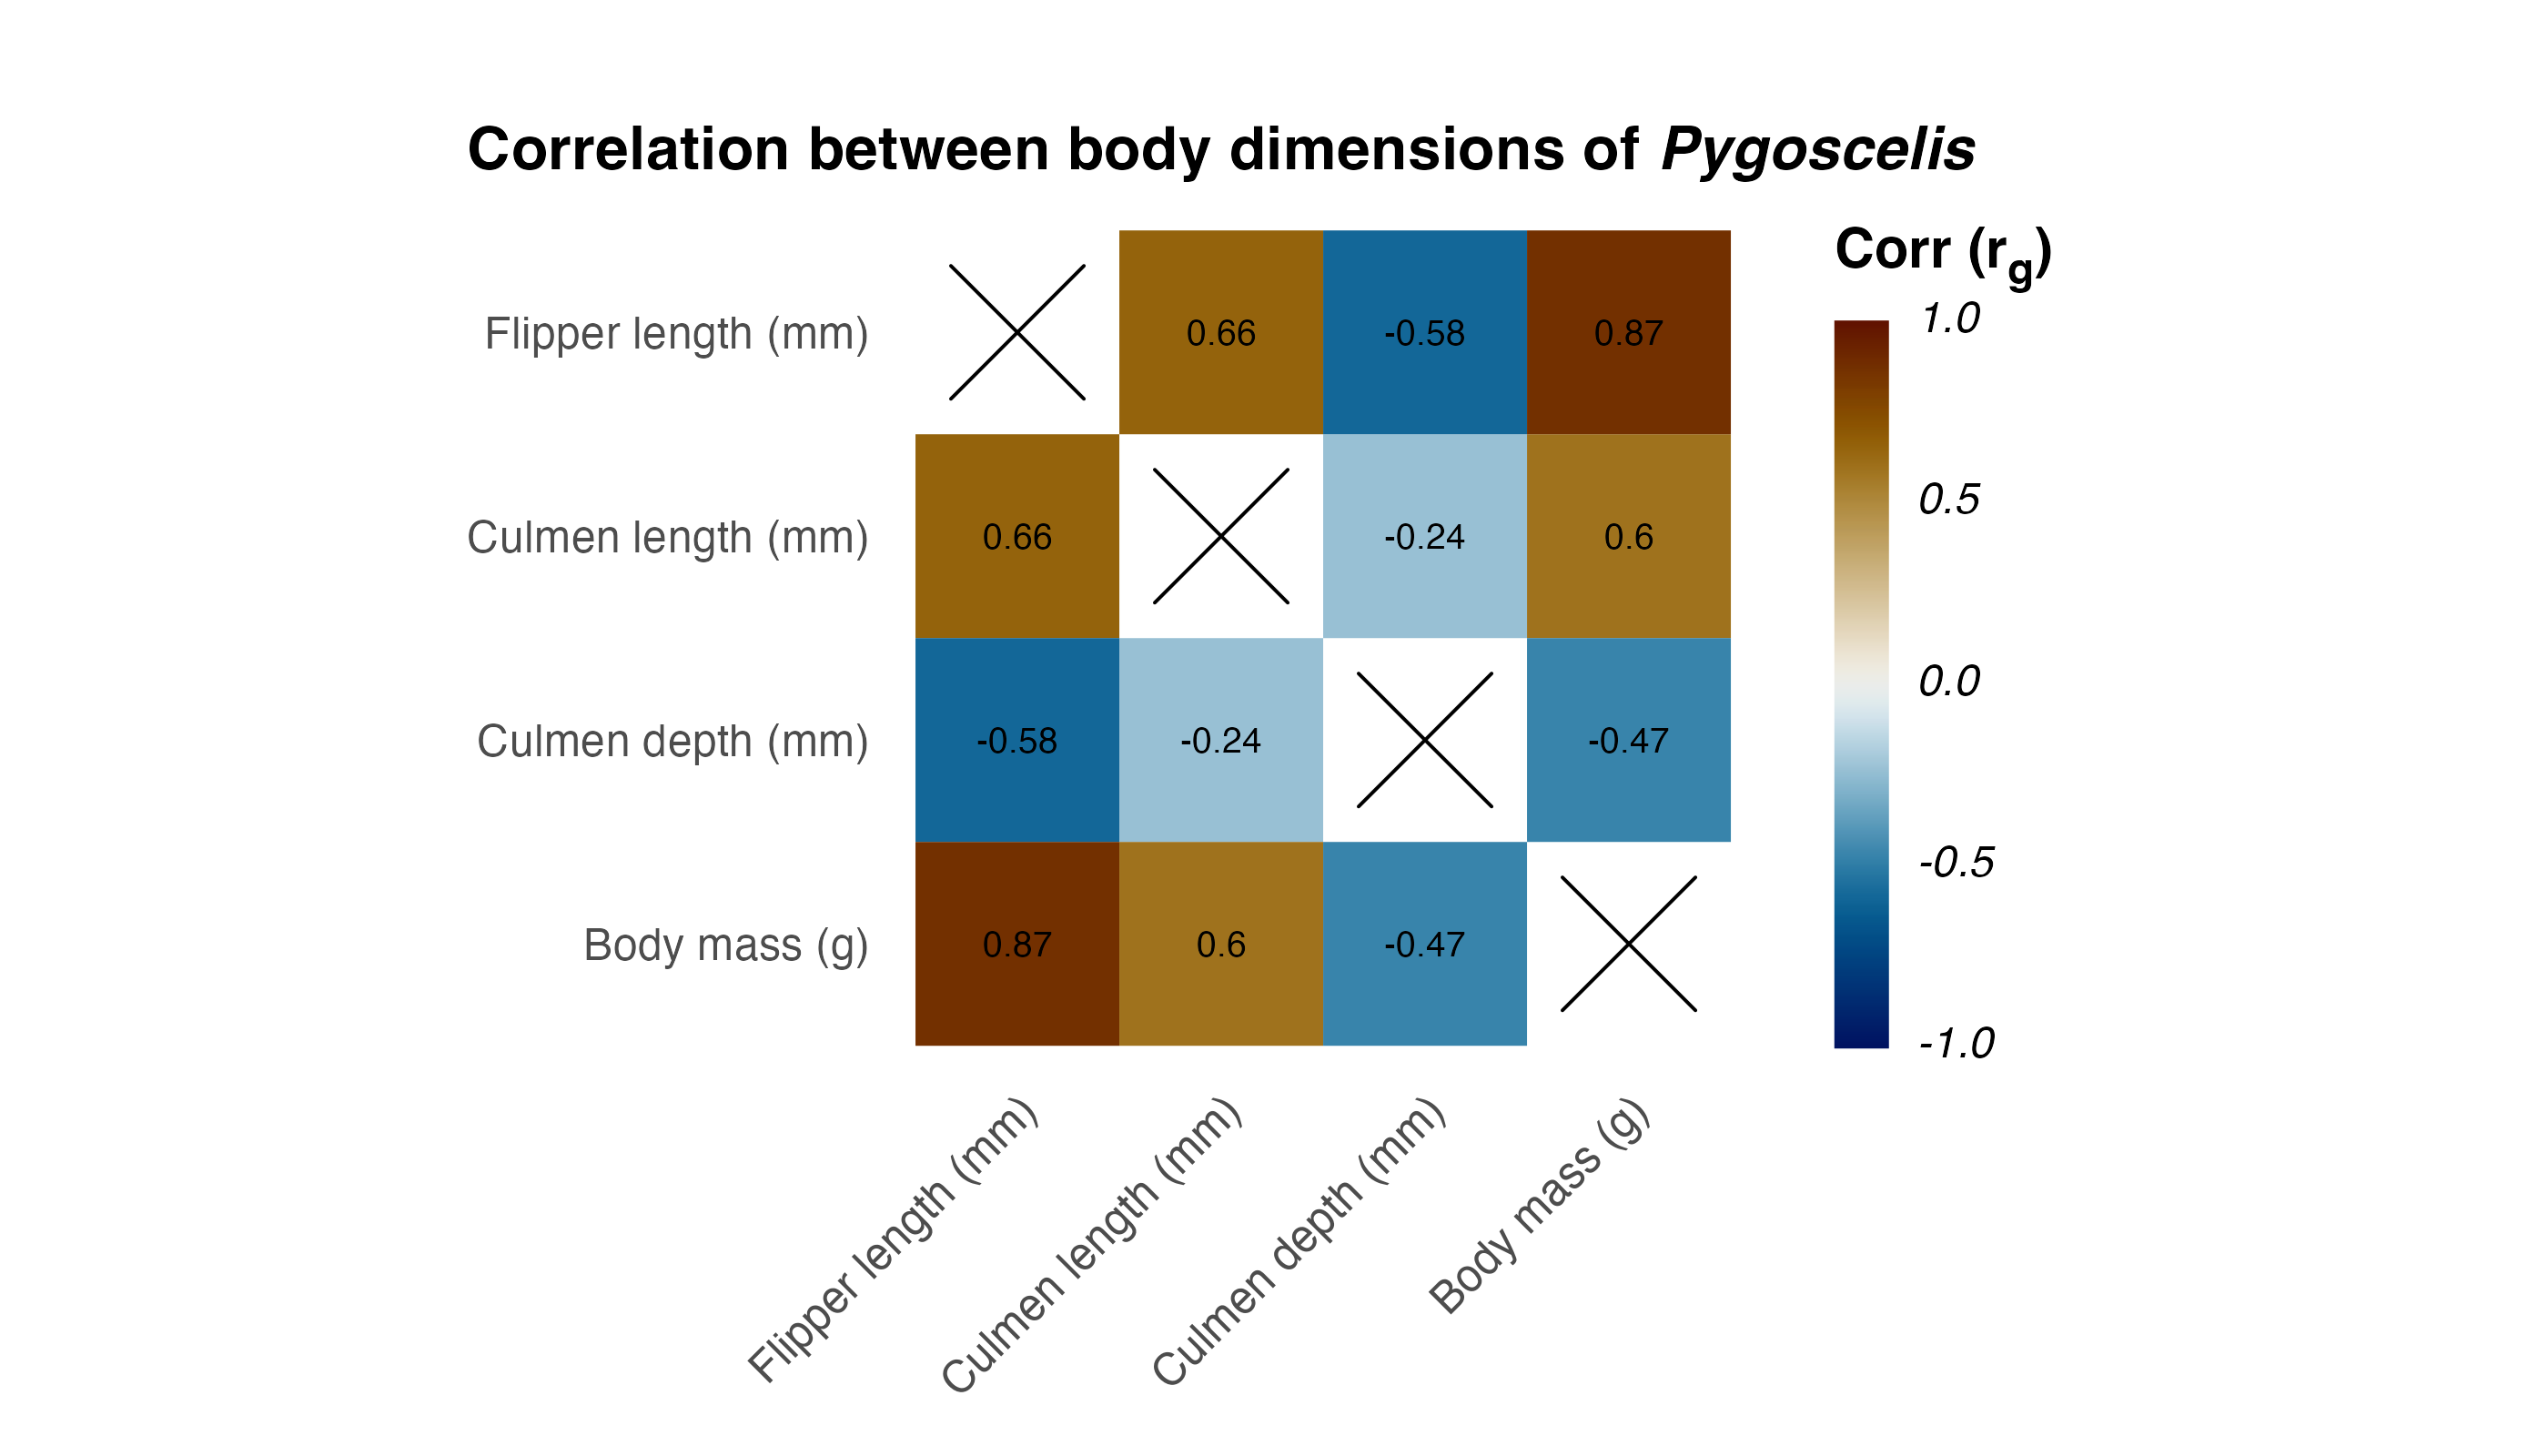 Correlation between body dimensions of Pygoscelis
Corr (rg)
1.0
0.5
0.0
-0.5
-1.0
Flipper length (mm) 0.66 -0.58 0.87
Culmen length (mm) 0.66 -0.24 0.6
Culmen depth (mm) -0.58 -0.24 -0.47
Body mass (g) 0.87 0.6 -0.47
Flipper length (mm)
Culmen length (mm)
Culmen depth (mm)
Body mass (g)